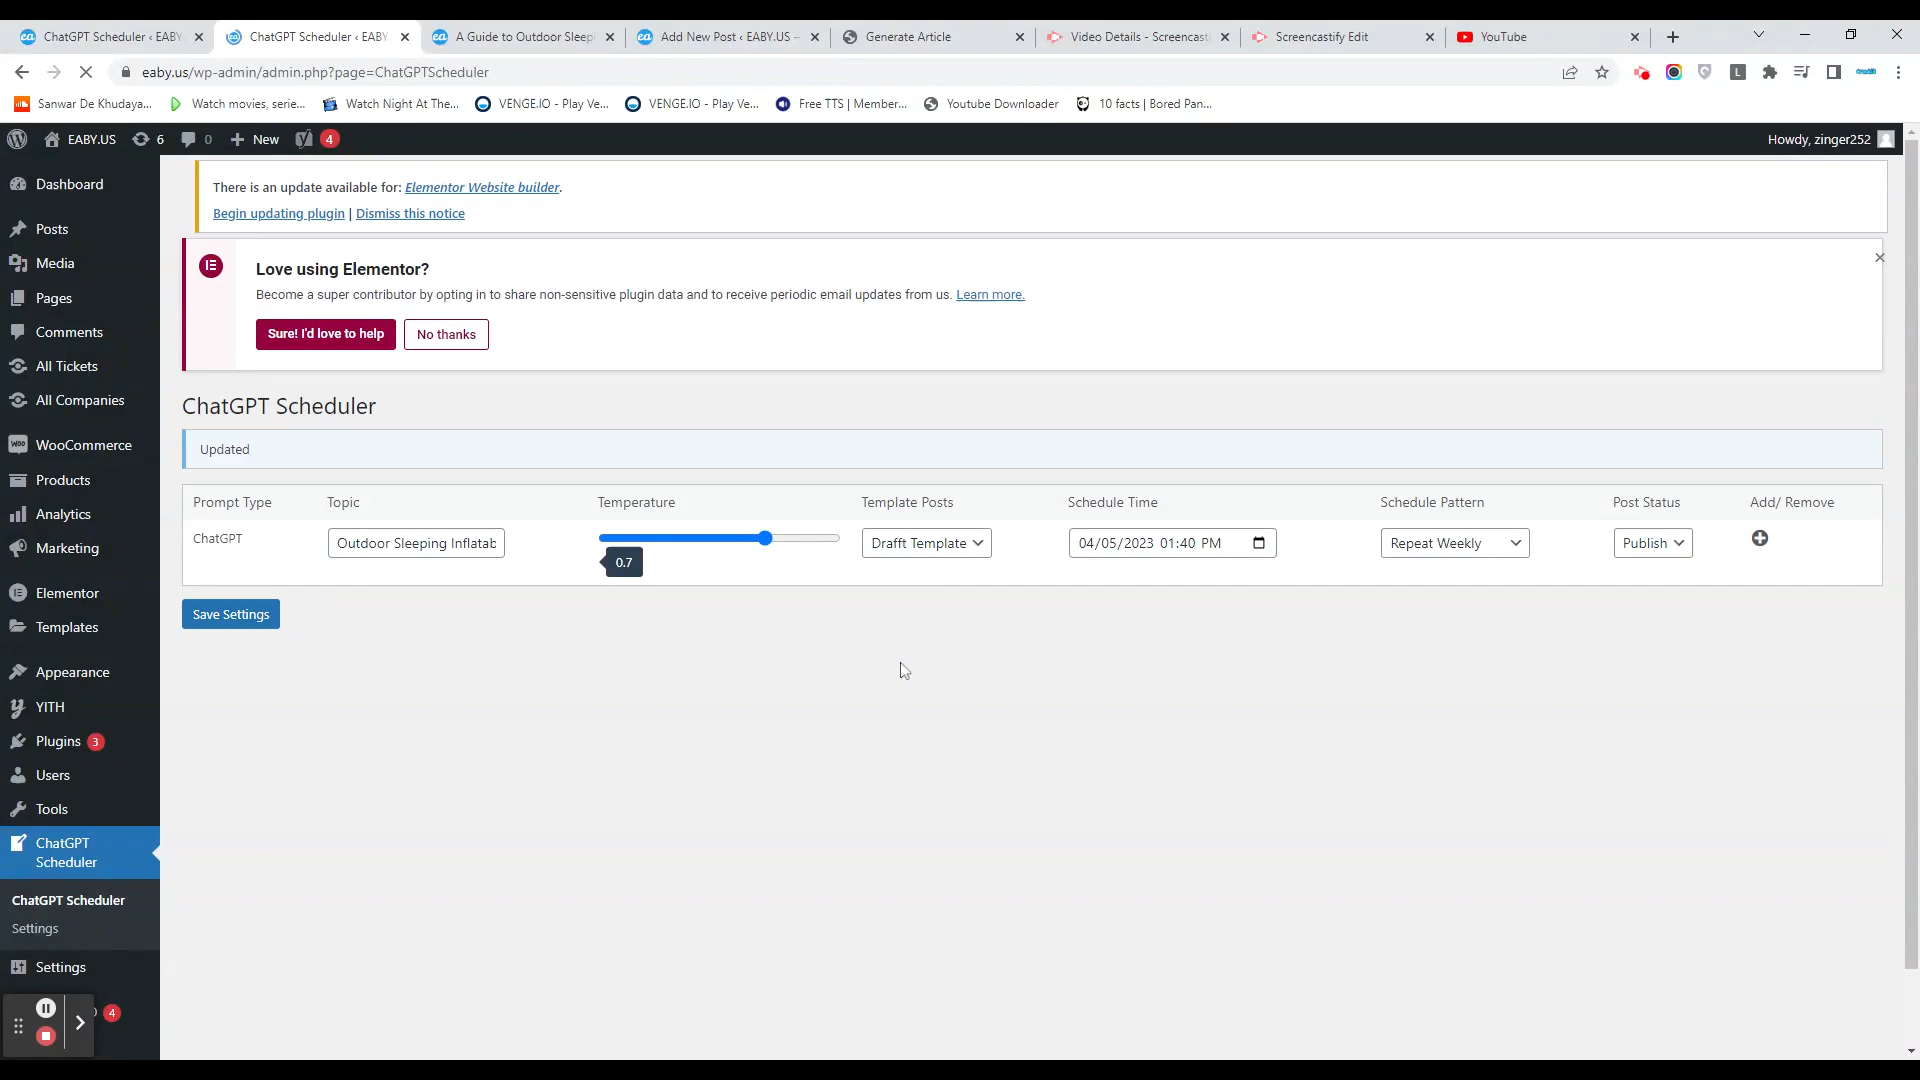 ChatGPT Scheduler ‹ EABY.
ChatGPT Scheduler ‹ EABY.
A Guide to Outdoor Sleep
Add New Post ‹ EABY.US —
Generate Article
Video Details - Screencast
Screencastify Edit
YouTube
eaby.us/wp-admin/admin.php?page=ChatGPTScheduler
Sanwar De Khudaya...
Watch movies, serie...
Watch Night At The...
VENGE.IO - Play Ve...
VENGE.IO - Play Ve...
Free TTS | Member...
Youtube Downloader
10 facts | Bored Pan...
EABY.US
6
0
New
4
Howdy, zinger252
Dashboard
Posts
Media
Pages
Comments
All Tickets
All Companies
WooCommerce
Products
Analytics
Marketing
Elementor
Templates
Appearance
YITH
Plugins 3
Users
Tools
ChatGPT
Scheduler
ChatGPT Scheduler
Settings
Settings
4
There is an update available for: Elementor Website builder.
Begin updating plugin | Dismiss this notice
Love using Elementor?
Become a super contributor by opting in to share non-sensitive plugin data and to receive periodic email updates from us. Learn more.
Sure! I'd love to help
No thanks
ChatGPT Scheduler
Updated
Prompt Type Topic Temperature Template Posts Schedule Time Schedule Pattern Post Status Add/ Remove
ChatGPT Outdoor Sleeping Inflatab Drafft Template 04/05/2023 01:40 PM Repeat Weekly Publish
0.7
Save Settings